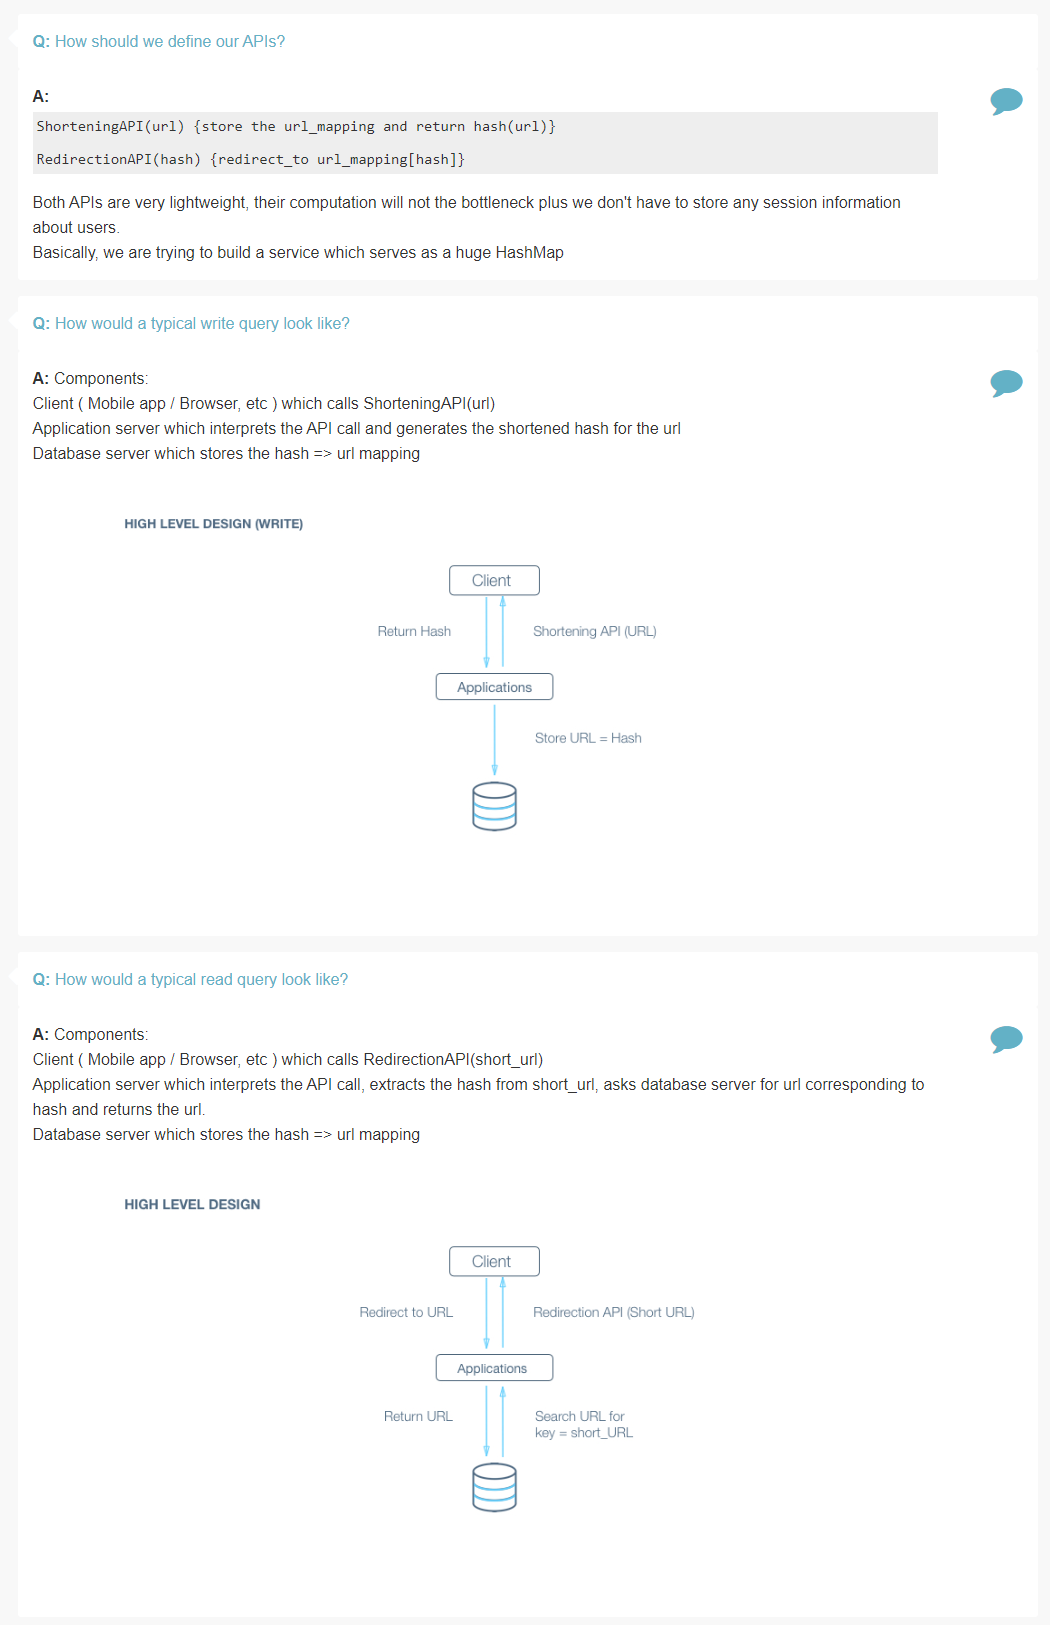 Q: How should we define our APIs?
A:
ShorteningAPI(url) {store the url_mapping and return hash(url)}
RedirectionAPI(hash) {redirect_to url_mapping[hash]}
Both APIs are very lightweight, their computation will not the bottleneck plus we don't have to store any session information
about users.
Basically, we are trying to build a service which serves as a huge HashMap
Q: How would a typical write query look like?
A: Components:
Client ( Mobile app / Browser, etc ) which calls ShorteningAPI(url)
Application server which interprets the API call and generates the shortened hash for the url
Database server which stores the hash => url mapping
HIGH LEVEL DESIGN (WRITE)
Client
Return Hash
Shortening API (URL)
Applications
Store URL = Hash
Q: How would a typical read query look like?
A: Components:
Client ( Mobile app / Browser, etc ) which calls RedirectionAPI(short_url)
Application server which interprets the API call, extracts the hash from short_url, asks database server for url corresponding to
hash and returns the url.
Database server which stores the hash => url mapping
HIGH LEVEL DESIGN
Client
Redirect to URL
Redirection API (Short URL)
Applications
Return URL
Search URL for
key = short_URL